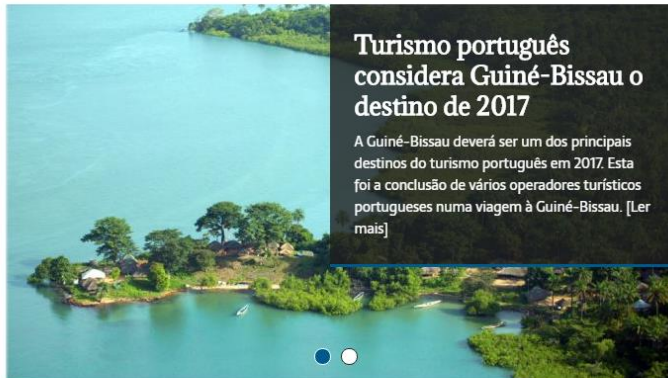 Turismo português
considera Guiné-Bissau o
destino de 2017
A Guiné-Bissau deverá ser um dos principais
destinos do turismo português em 2017. Esta
foi a conclusão de vários operadores turísticos
portugueses numa viagem à Guiné-Bissau. [Ler
mais]